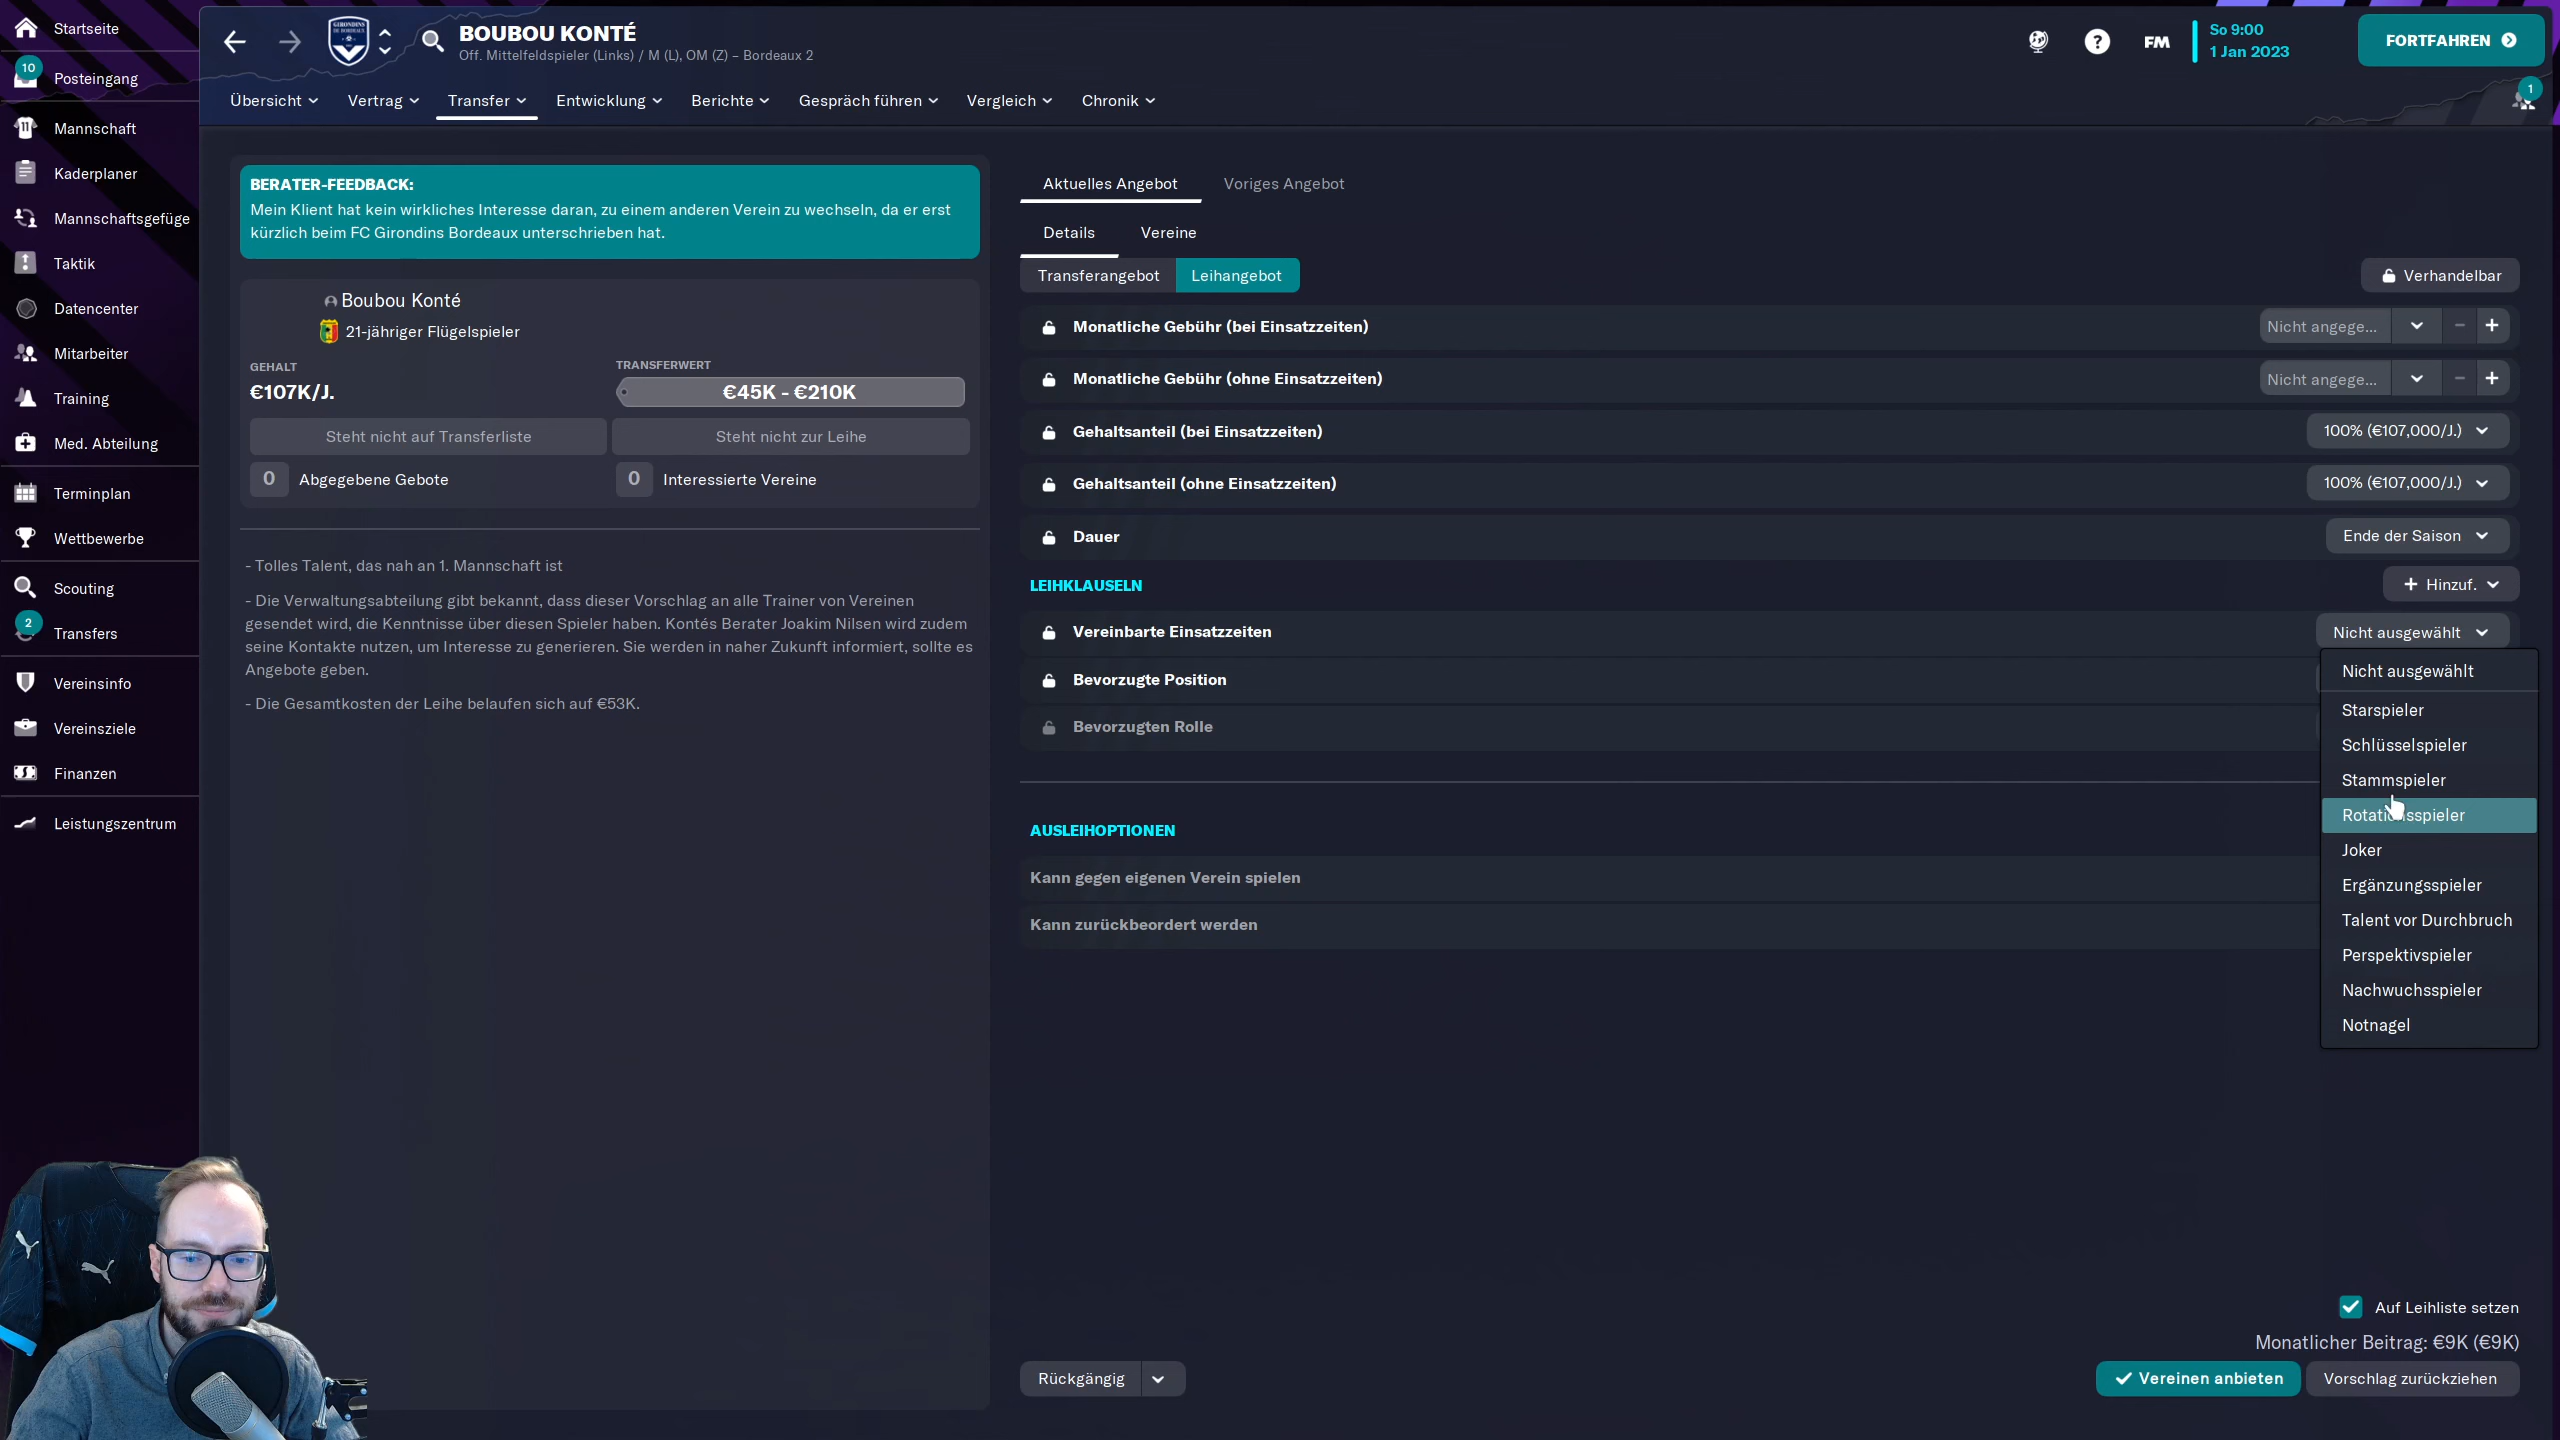 Startseite
10
Posteingang
Mannschaft
Kaderplaner
Mannschaftsgefüge
Taktik
Datencenter
Mitarbeiter
Training
Med. Abteilung
Terminplan
Wettbewerbe
Scouting
2
Transfers
Vereinsinfo
Vereinsziele
Finanzen
Leistungszentrum
BOUBOU KONTÉ
Off. Mittelfeldspieler (Links) / M (L), OM (Z) – Bordeaux 2
FM
So 9:00
1 Jan 2023
FORTFAHREN
Übersicht
Vertrag
Transfer
Entwicklung
Berichte
Gespräch führen
Vergleich
Chronik
1
BERATER-FEEDBACK:
Mein Klient hat kein wirkliches Interesse daran, zu einem anderen Verein zu wechseln, da er erst
kürzlich beim FC Girondins Bordeaux unterschrieben hat.
Boubou Konté
21-jähriger Flügelspieler
GEHALT
€107K/J.
TRANSFERWERT
€45K - €210K
Steht nicht auf Transferliste
Steht nicht zur Leihe
0 Abgegebene Gebote
0 Interessierte Vereine
- Tolles Talent, das nah an 1. Mannschaft ist
- Die Verwaltungsabteilung gibt bekannt, dass dieser Vorschlag an alle Trainer von Vereinen
gesendet wird, die Kenntnisse über diesen Spieler haben. Kontés Berater Joakim Nilsen wird zudem
seine Kontakte nutzen, um Interesse zu generieren. Sie werden in naher Zukunft informiert, sollte es
Angebote geben.
- Die Gesamtkosten der Leihe belaufen sich auf €53K.
Aktuelles Angebot
Voriges Angebot
Details
Vereine
Transferangebot
Leihangebot
Verhandelbar
Monatliche Gebühr (bei Einsatzzeiten)
Nicht angege...
Monatliche Gebühr (ohne Einsatzzeiten)
Nicht angege...
Gehaltsanteil (bei Einsatzzeiten)
100% (€107,000/J.)
Gehaltsanteil (ohne Einsatzzeiten)
100% (€107,000/J.)
Dauer
Ende der Saison
LEIHKLAUSELN
+ Hinzuf.
Vereinbarte Einsatzzeiten
Nicht ausgewählt
Bevorzugte Position
Bevorzugten Rolle
Nicht ausgewählt
Starspieler
Schlüsselspieler
Stammspieler
Rotationsspieler
Joker
Ergänzungsspieler
Talent vor Durchbruch
Perspektivspieler
Nachwuchsspieler
Notnagel
AUSLEIHOPTIONEN
Kann gegen eigenen Verein spielen
Kann zurückbeordert werden
Auf Leihliste setzen
Monatlicher Beitrag: €9K (€9K)
Rückgängig
Vereinen anbieten
Vorschlag zurückziehen